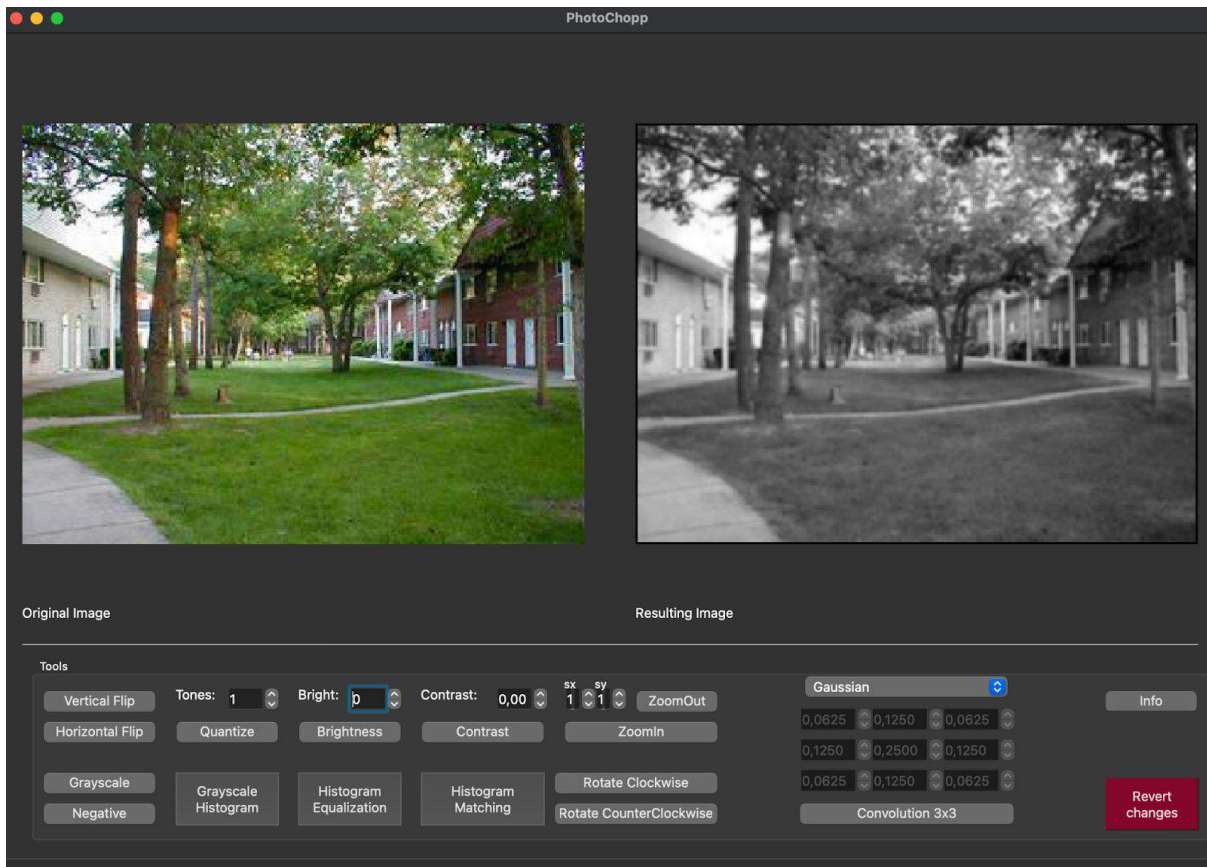 PhotoChopp
Original Image
Resulting Image
Tools
Vertical Flip
Tones: 1
Bright: 0
Contrast: 0,00
sx sy
1 1
ZoomOut
Gaussian
Info
Horizontal Flip
Quantize
Brightness
Contrast
ZoomIn
0,0625 0,1250 0,0625
0,1250 0,2500 0,1250
0,0625 0,1250 0,0625
Grayscale
Negative
Grayscale
Histogram
Histogram
Equalization
Histogram
Matching
Rotate Clockwise
Rotate CounterClockwise
Convolution 3x3
Revert
changes